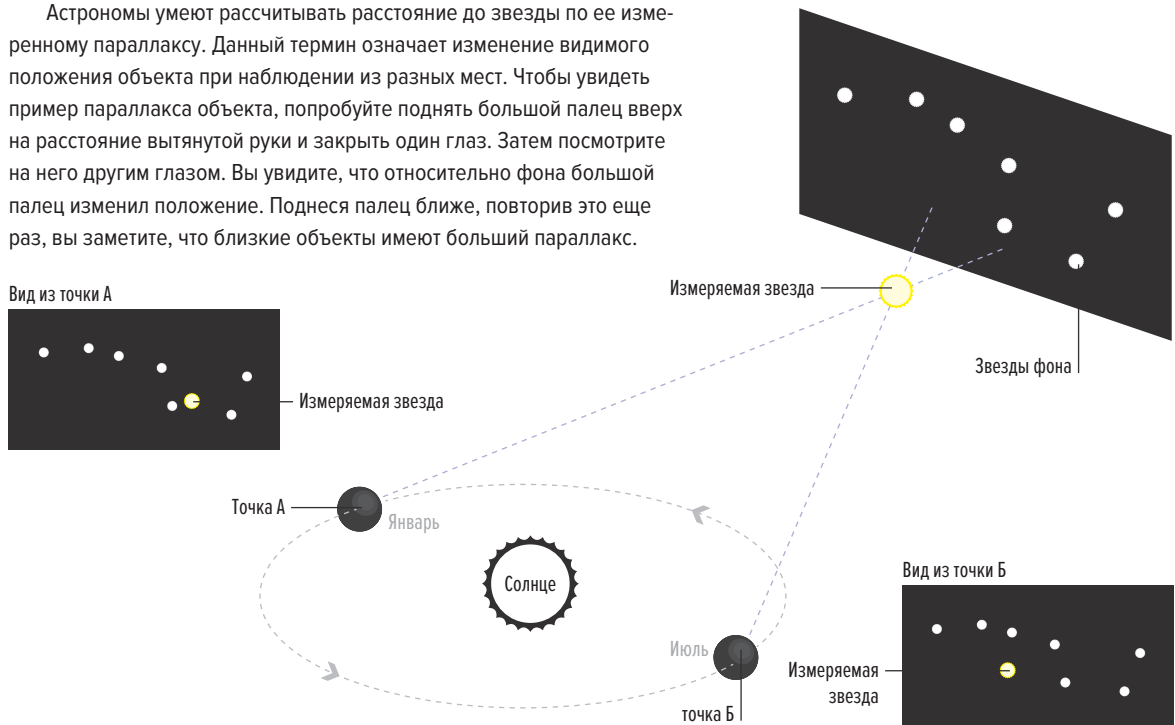 Астрономы умеют рассчитывать расстояние до звезды по ее изме-
ренному параллаксу. Данный термин означает изменение видимого
положения объекта при наблюдении из разных мест. Чтобы увидеть
пример параллакса объекта, попробуйте поднять большой палец вверх
на расстояние вытянутой руки и закрыть один глаз. Затем посмотрите
на него другим глазом. Вы увидите, что относительно фона большой
палец изменил положение. Поднеся палец ближе, повторив это еще
раз, вы заметите, что близкие объекты имеют больший параллакс.
Измеряемая звезда
Вид из точки А
Звезды фона
Измеряемая звезда
Точка А
Январь
Солнце
Вид из точки Б
Июль
Измеряемая
звезда
точка Б